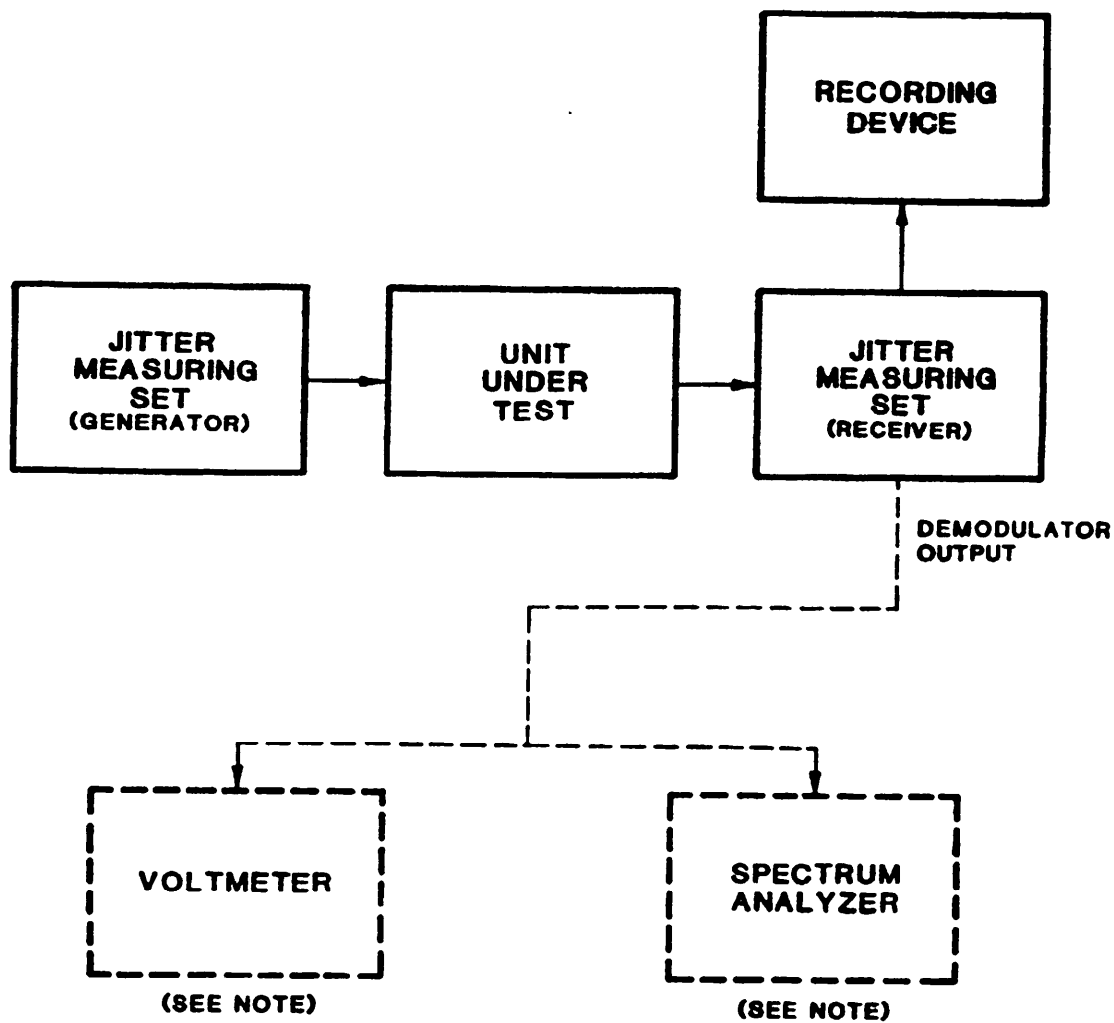 RECORDING
DEVICE
JITTER
MEASURING
SET
(GENERATOR)
UNIT
UNDER
TEST
JITTER
MEASURING
SET
(RECEIVER)
DEMODULATOR
OUTPUT
VOLTMETER
(SEE NOTE)
SPECTRUM
ANALYZER
(SEE NOTE)